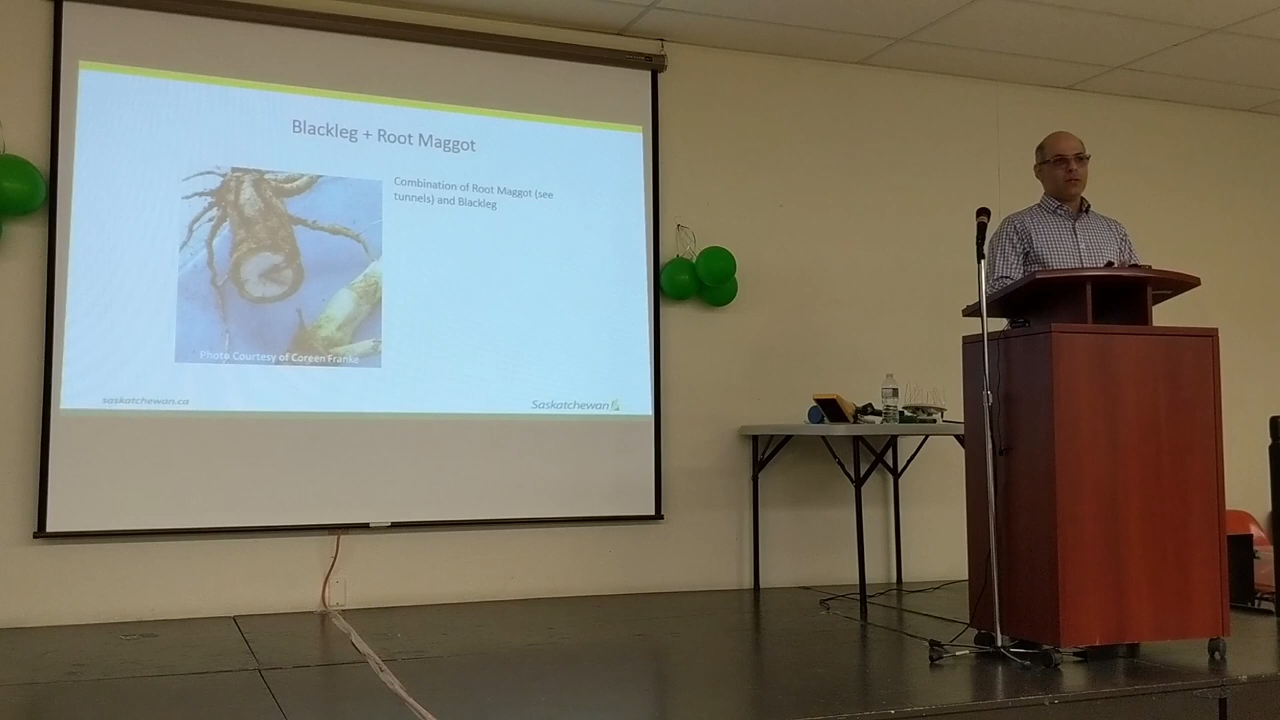 Blackleg + Root Maggot
Combination of Root Maggot (see
tunnels) and Blackleg
Photo Courtesy of Coreen Franke
saskatchewan.ca
Saskatchewan